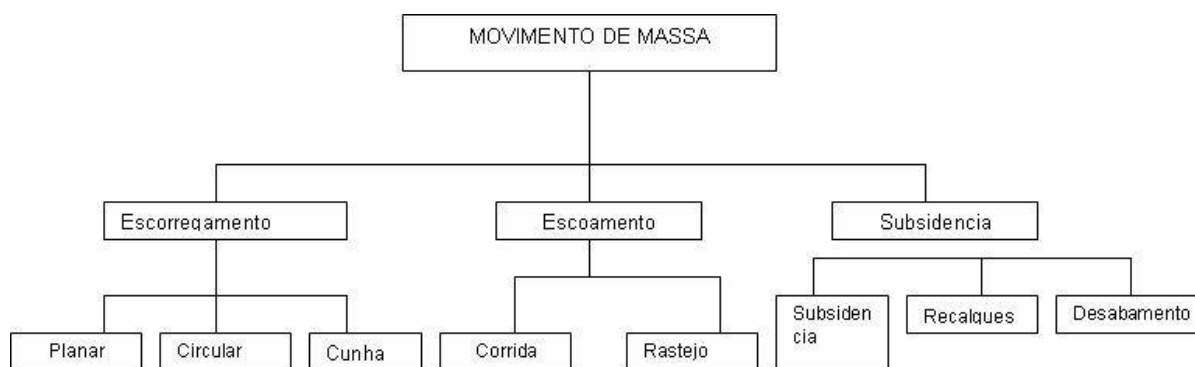 MOVIMENTO DE MASSA
Escorregamento
Escoamento
Subsidencia
Planar
Circular
Cunha
Corrida
Rastejo
Subsiden
cia
Recalques
Desabamento